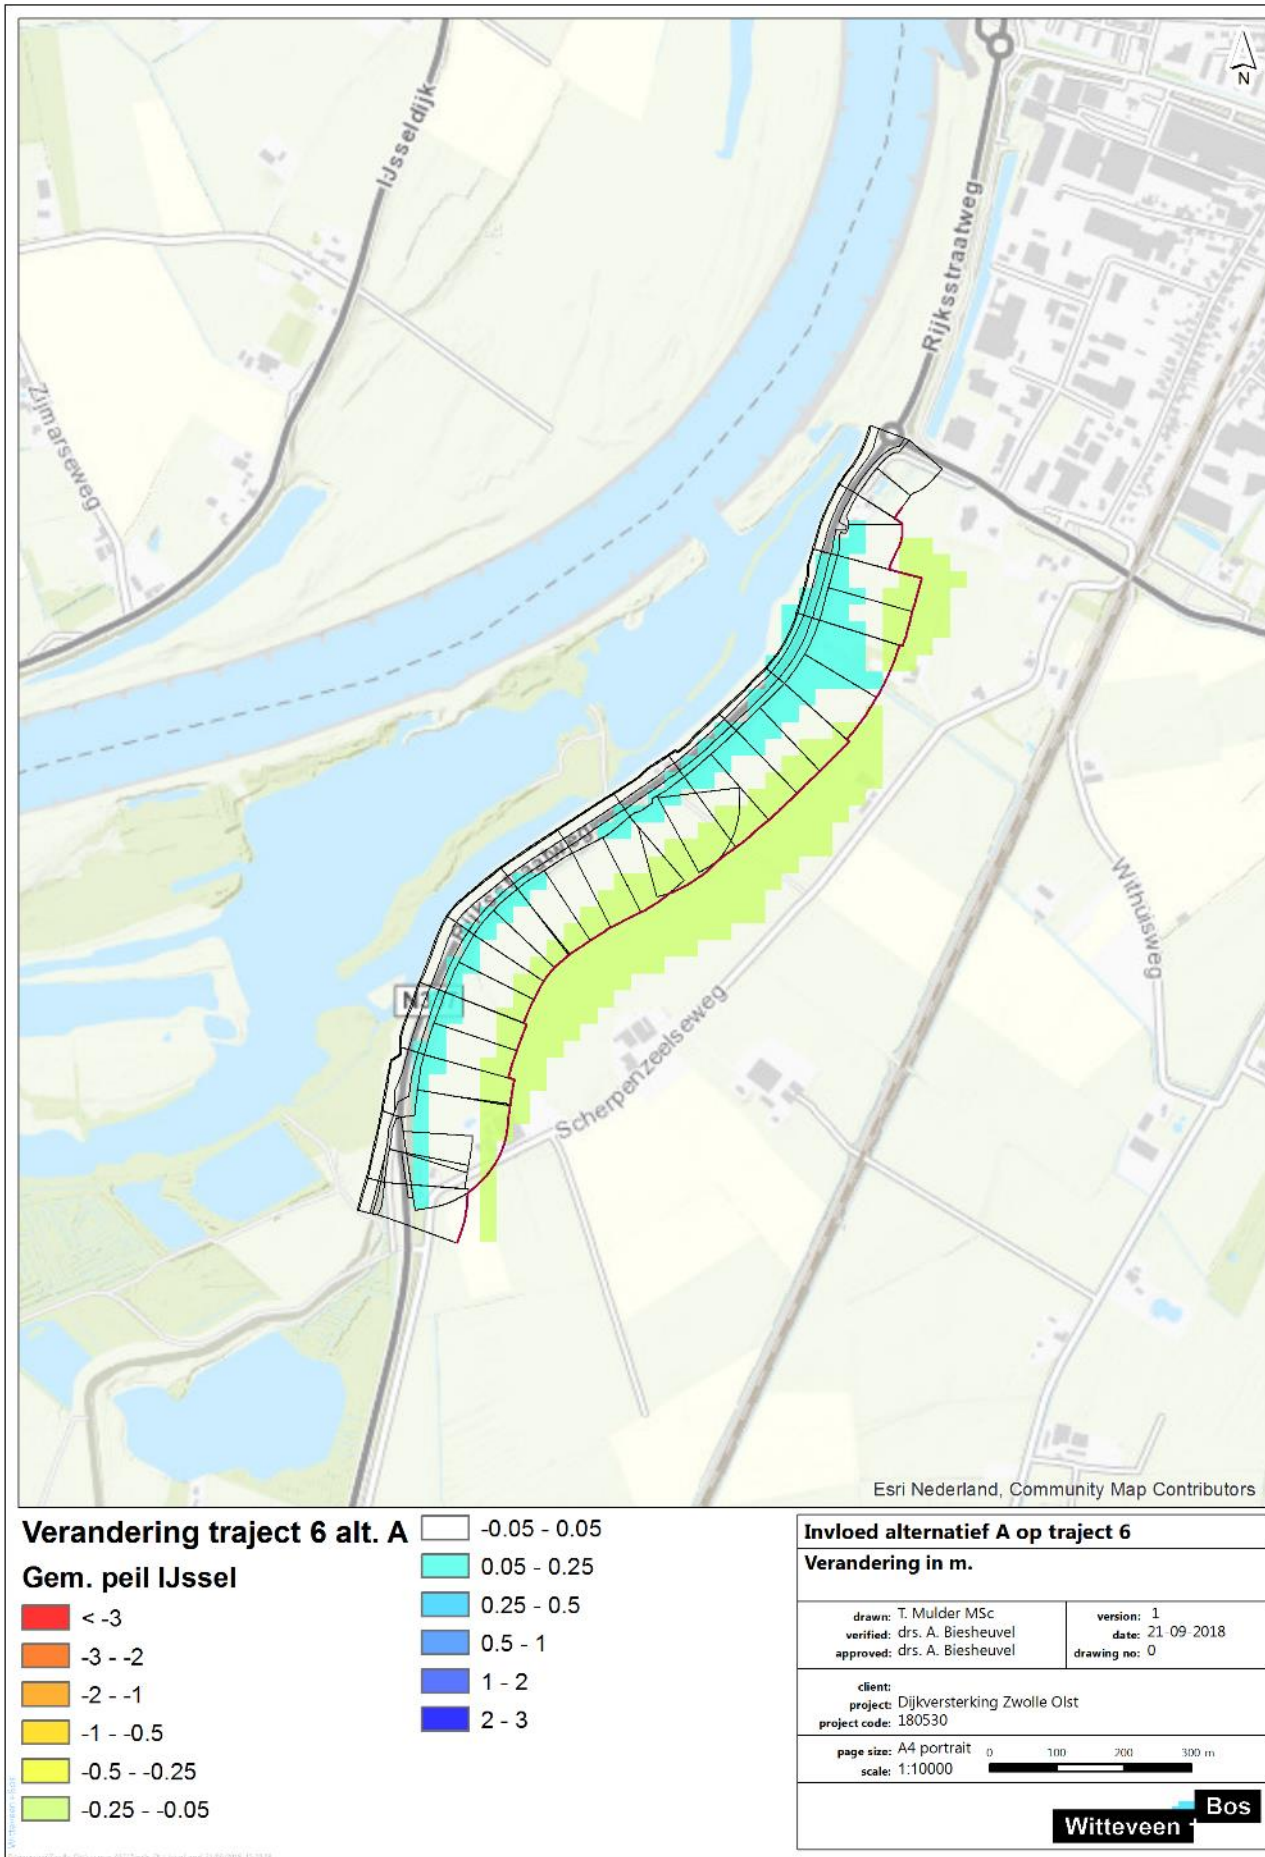 N
IJsseldijk
Rijksstraatweg
Zijmarseweg
Withuisweg
Scherpenzeelseweg
Esri Nederland, Community Map Contributors
Verandering traject 6 alt. A
Gem. peil IJssel
< -3
-3 - -2
-2 - -1
-1 - -0.5
-0.5 - -0.25
-0.25 - -0.05
-0.05 - 0.05
0.05 - 0.25
0.25 - 0.5
0.5 - 1
1 - 2
2 - 3
Invloed alternatief A op traject 6
Verandering in m.
drawn: T. Mulder MSc
verified: drs. A. Biesheuvel
approved: drs. A. Biesheuvel
version: 1
date: 21-09-2018
drawing no: 0
client:
project: Dijkversterking Zwolle Olst
project code: 180530
page size: A4 portrait
scale: 1:10000
0 100 200 300 m
Witteveen + Bos